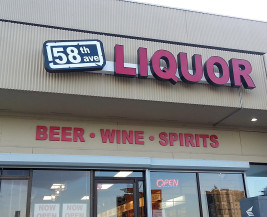 58th ave LIQUOR
BEER • WINE • SPIRITS
OPEN